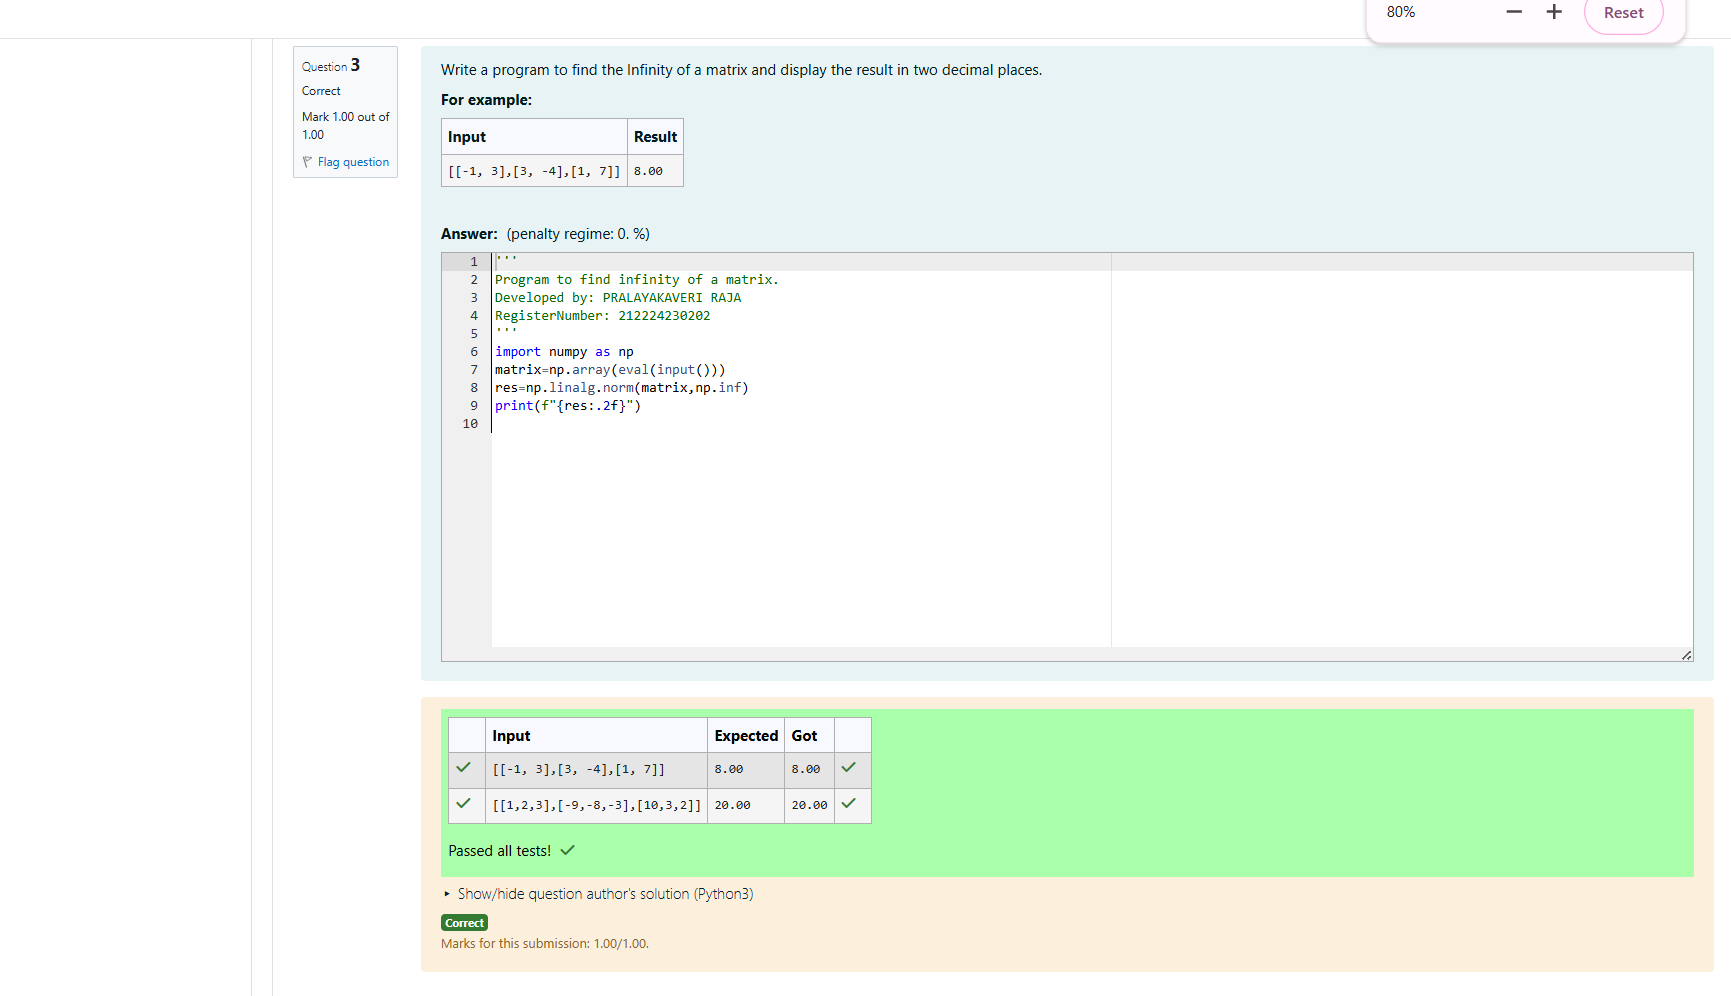 80%
Reset
Question 3
Correct
Mark 1.00 out of
1.00
Flag question
Write a program to find the Infinity of a matrix and display the result in two decimal places.
For example:
Input Result
[[-1, 3],[3, -4],[1, 7]] 8.00
Answer: (penalty regime: 0. %)
1 '''
2 Program to find infinity of a matrix.
3 Developed by: PRALAYAKAVERI RAJA
4 RegisterNumber: 212224230202
5 '''
6 import numpy as np
7 matrix=np.array(eval(input()))
8 res=np.linalg.norm(matrix,np.inf)
9 print(f"{res:.2f}")
10
Input Expected Got
[[-1, 3],[3, -4],[1, 7]] 8.00 8.00
[[1,2,3],[-9,-8,-3],[10,3,2]] 20.00 20.00
Passed all tests!
Show/hide question author's solution (Python3)
Correct
Marks for this submission: 1.00/1.00.